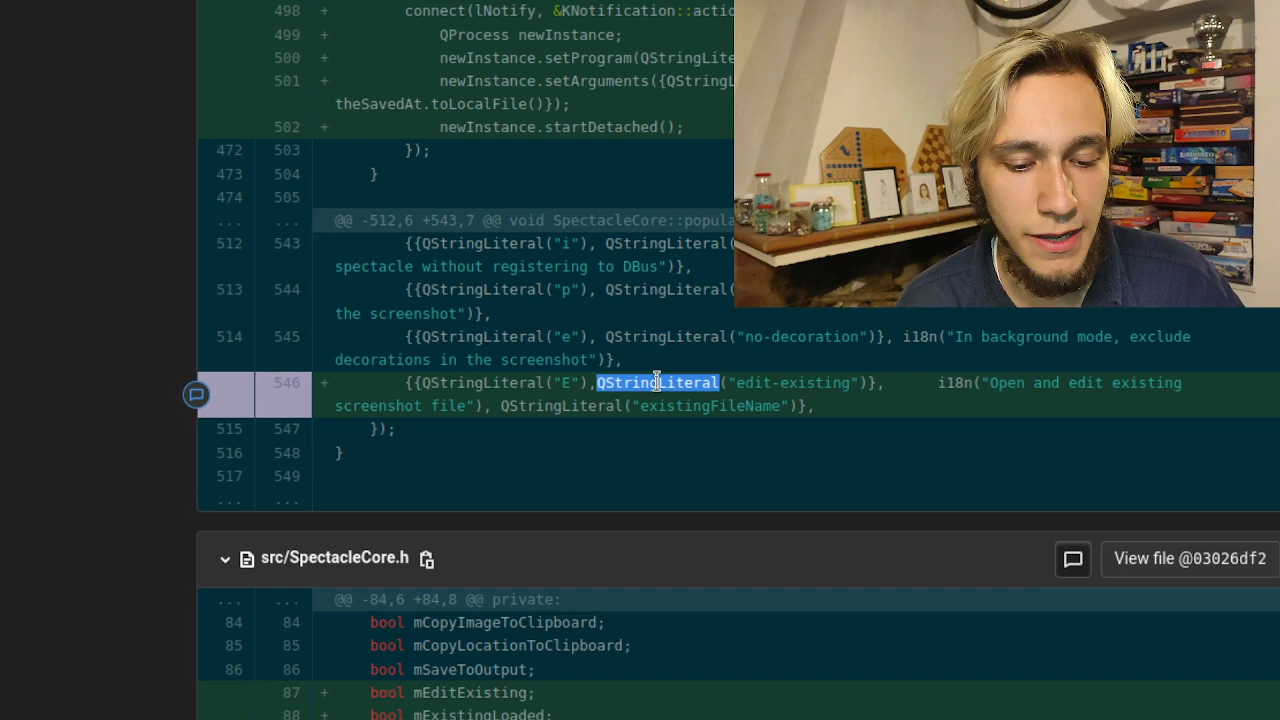 498 + connect(lNotify, &KNotification::actio
499 + QProcess newInstance;
500 + newInstance.setProgram(QStringLite
501 + newInstance.setArguments({QStringL
theSavedAt.toLocalFile()});
502 + newInstance.startDetached();
472 503 });
473 504 }
474 505
... ... @@ -512,6 +543,7 @@ void SpectacleCore::popula
512 543 {{QStringLiteral("i"), QStringLiteral(
spectacle without registering to DBus")},
513 544 {{QStringLiteral("p"), QStringLiteral(
the screenshot")},
514 545 {{QStringLiteral("e"), QStringLiteral("no-decoration")}, i18n("In background mode, exclude
decorations in the screenshot")},
546 + {{QStringLiteral("E"),QStringLiteral("edit-existing")}, i18n("Open and edit existing
screenshot file"), QStringLiteral("existingFileName")},
515 547 });
516 548 }
517 549
... ...
src/SpectacleCore.h View file @03026df2
... ... @@ -84,6 +84,8 @@ private:
84 84 bool mCopyImageToClipboard;
85 85 bool mCopyLocationToClipboard;
86 86 bool mSaveToOutput;
87 + bool mEditExisting;
88 + bool mExistingLoaded;